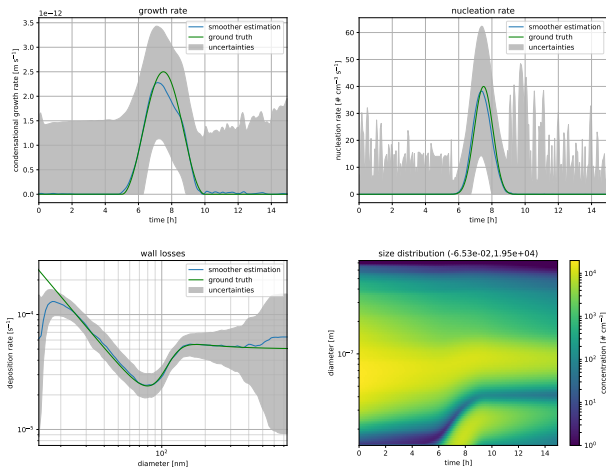 growth rate
1e−12
condensational growth rate [m s⁻¹]
3.5
3.0
2.5
2.0
1.5
1.0
0.5
0.0
0 2 4 6 8 10 12 14
time [h]
smoother estimation
ground truth
uncertainties
nucleation rate
nucleation rate [# cm⁻³ s⁻¹]
60
50
40
30
20
10
0
0 2 4 6 8 10 12 14
time [h]
smoother estimation
ground truth
uncertainties
wall losses
deposition rate [s⁻¹]
10⁻⁴
10⁻⁵
10²
diameter [nm]
smoother estimation
ground truth
uncertainties
size distribution (-6.53e-02,1.95e+04)
diameter [m]
10⁻⁷
0 2 4 6 8 10 12 14
time [h]
10⁴
10³
10²
10¹
10⁰
concentration [# cm⁻³]